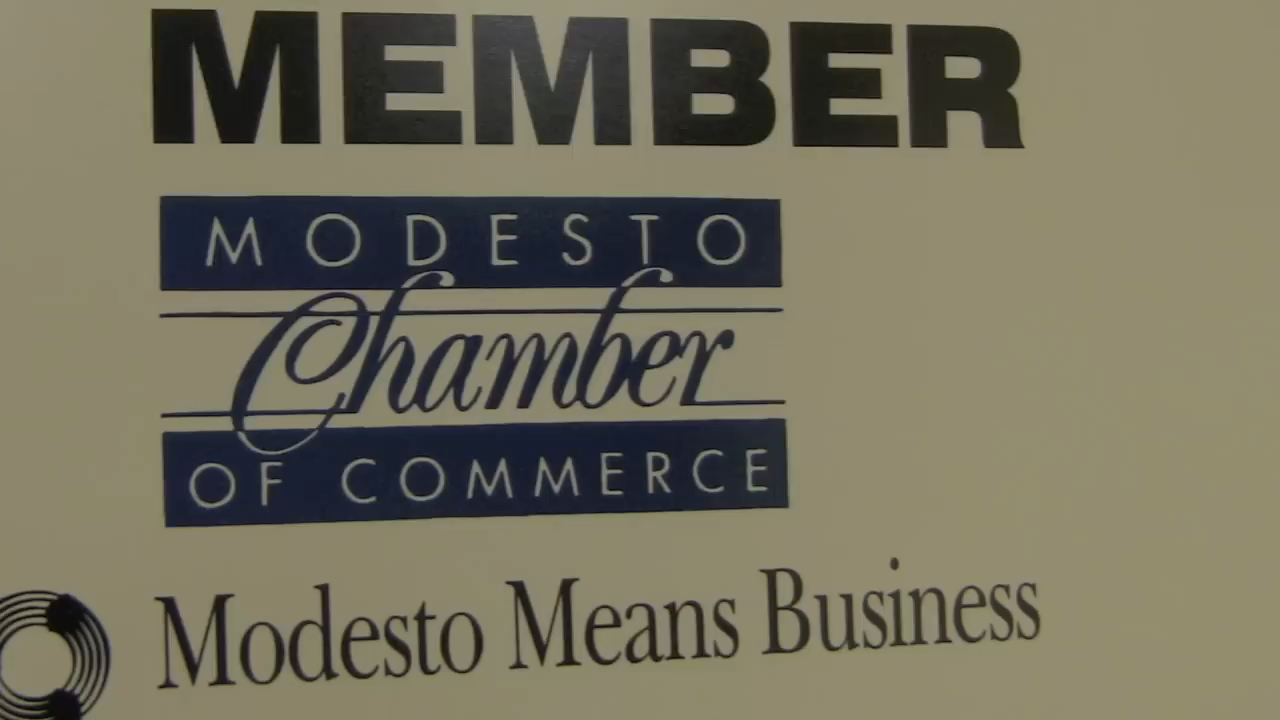 MEMBER
MODESTO
Chamber
OF COMMERCE
Modesto Means Business